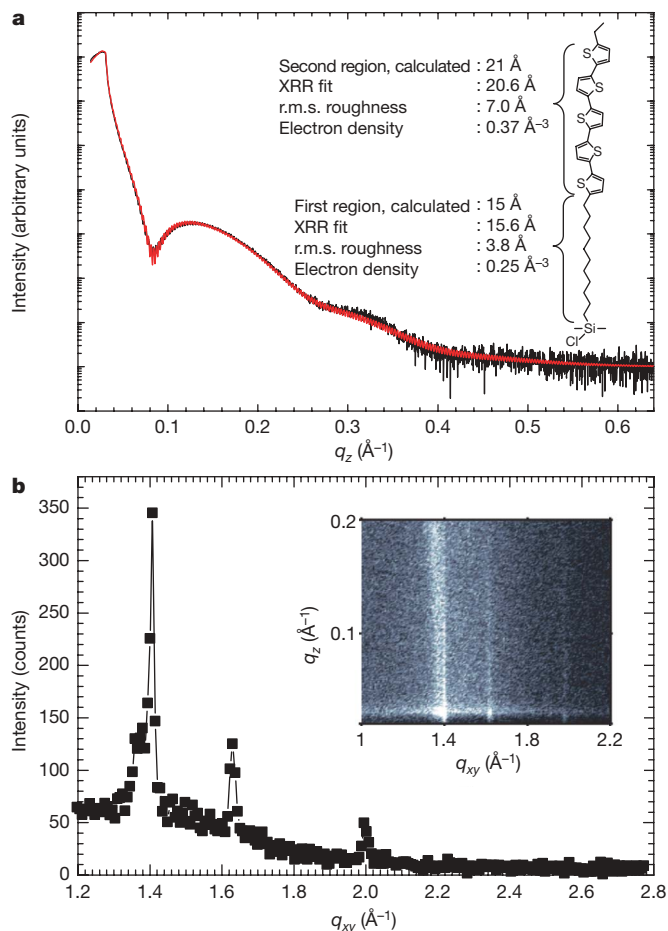 a
Second region, calculated : 21 Å
XRR fit : 20.6 Å
r.m.s. roughness : 7.0 Å
Electron density : 0.37 Å⁻³
First region, calculated : 15 Å
XRR fit : 15.6 Å
r.m.s. roughness : 3.8 Å
Electron density : 0.25 Å⁻³
S
S
S
S
S
Si
Cl
Intensity (arbitrary units)
0.0 0.1 0.2 0.3 0.4 0.5 0.6
qz (Å⁻¹)
b
350
300
250
200
150
100
50
0
Intensity (counts)
1.2 1.4 1.6 1.8 2.0 2.2 2.4 2.6 2.8
qxy (Å⁻¹)
0.2
0.1
qz (Å⁻¹)
1 1.4 1.8 2.2
qxy (Å⁻¹)